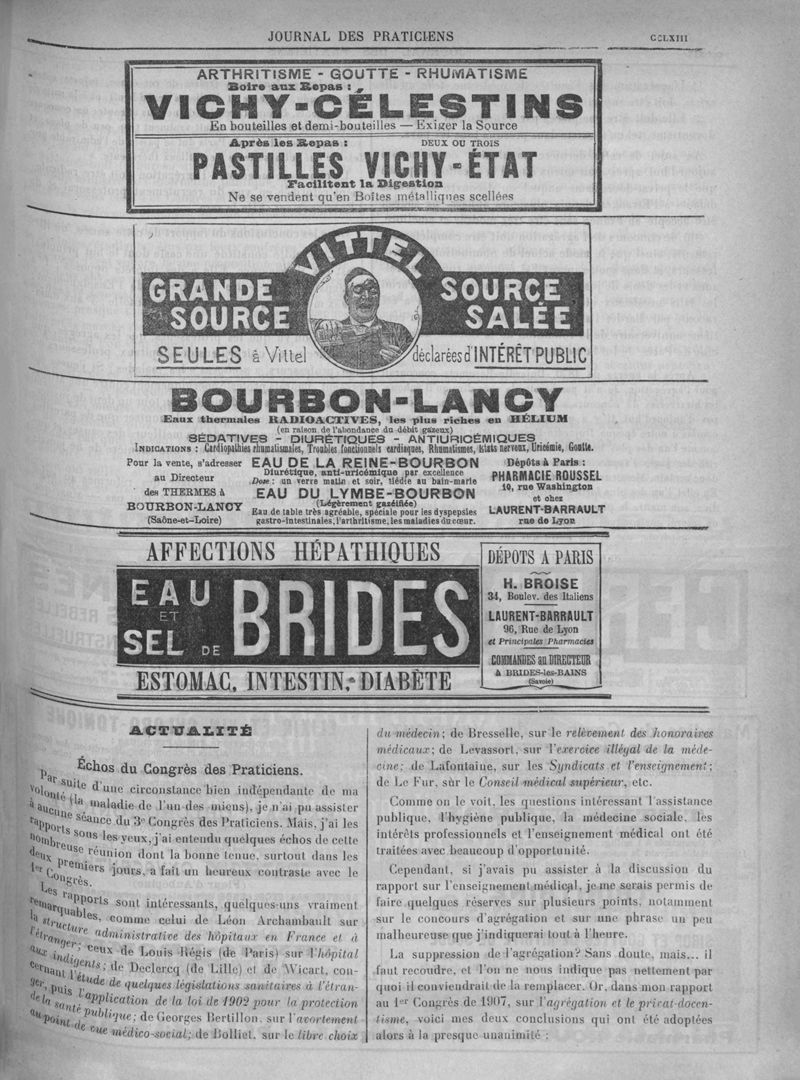 JOURNAL DES PRATICIENS
CCLXIII
ARTHRITISME - GOUTTE - RHUMATISME
Boire aux Repas :
VICHY-CÉLESTINS
En bouteilles et demi-bouteilles — Exiger la Source
Après les Repas : DEUX OU TROIS
PASTILLES VICHY-ÉTAT
Facilitent la Digestion
Ne se vendent qu'en Boîtes métalliques scellées
VITTEL
GRANDE SOURCE
SOURCE SALÉE
SEULES à Vittel déclarées d'INTÉRÊT PUBLIC
BOURBON-LANCY
Eaux thermales RADIOACTIVES, les plus riches en HÉLIUM
(en raison de l'abondance du débit gazeux)
SÉDATIVES - DIURÉTIQUES - ANTIURICÉMIQUES
INDICATIONS : Cardiopathies rhumatismales, Troubles fonctionnels cardiaques, Rhumatismes, Etats nerveux, Uricémie, Goutte.
Pour la vente, s'adresser
au Directeur
des THERMES à
BOURBON-LANCY
(Saône-et-Loire)
EAU DE LA REINE-BOURBON
Diurétique, anti-uricémique par excellence
Dose : un verre matin et soir, tiédie au bain-marie
EAU DU LYMBE-BOURBON
(Légèrement gazéifiée)
Eau de table très agréable, spéciale pour les dyspepsies
gastro-intestinales, l'arthritisme, les maladies du cœur.
Dépôts à Paris :
PHARMACIE ROUSSEL
10, rue Washington
et chez
LAURENT-BARRAULT
rue de Lyon
AFFECTIONS HÉPATHIQUES
EAU
ET
SEL DE BRIDES
ESTOMAC, INTESTIN, DIABÈTE
DÉPOTS A PARIS
H. BROISE
34, Boulev. des Italiens
LAURENT-BARRAULT
96, Rue de Lyon
et Principales Pharmacies
COMMANDES au DIRECTEUR
à BRIDES-les-BAINS
(Savoie)
ACTUALITÉ
Échos du Congrès des Praticiens.
Par suite d'une circonstance bien indépendante de ma
volonté (la maladie de l'un des miens), je n'ai pu assister
à aucune séance du 3e Congrès des Praticiens. Mais, j'ai les
rapports sous les yeux, j'ai entendu quelques échos de cette
nombreuse réunion dont la bonne tenue, surtout dans les
deux premiers jours, a fait un heureux contraste avec le
1er Congrès.
Les rapports sont intéressants, quelques-uns vraiment
remarquables, comme celui de Léon Archambault sur
la structure administrative des hôpitaux en France et à
l'étranger; ceux de Louis Régis (de Paris) sur l'hôpital
aux indigents; de Declercq (de Lille) et de Wicart, con-
cernant l'étude de quelques législations sanitaires à l'étran-
ger, puis l'application de la loi de 1902 pour la protection
de la santé publique; de Georges Bertillon, sur l'avortement
au point de vue médico-social; de Bolliet, sur le libre choix
du médecin; de Bresselle, sur le relèvement des honoraires
médicaux; de Levassort, sur l'exercice illégal de la méde-
cine; de Lafontaine, sur les Syndicats et l'enseignement;
de Le Fur, sur le Conseil médical supérieur, etc.
Comme on le voit, les questions intéressant l'assistance
publique, l'hygiène publique, la médecine sociale, les
intérêts professionnels et l'enseignement médical ont été
traitées avec beaucoup d'opportunité.
Cependant, si j'avais pu assister à la discussion du
rapport sur l'enseignement médical, je me serais permis de
faire quelques réserves sur plusieurs points, notamment
sur le concours d'agrégation et sur une phrase un peu
malheureuse que j'indiquerai tout à l'heure.
La suppression de l'agrégation? Sans doute, mais... il
faut recoudre, et l'on ne nous indique pas nettement par
quoi il conviendrait de la remplacer. Or, dans mon rapport
au 1er Congrès de 1907, sur l'agrégation et le privat-docen-
tisme, voici mes deux conclusions qui ont été adoptées
alors à la presque unanimité :